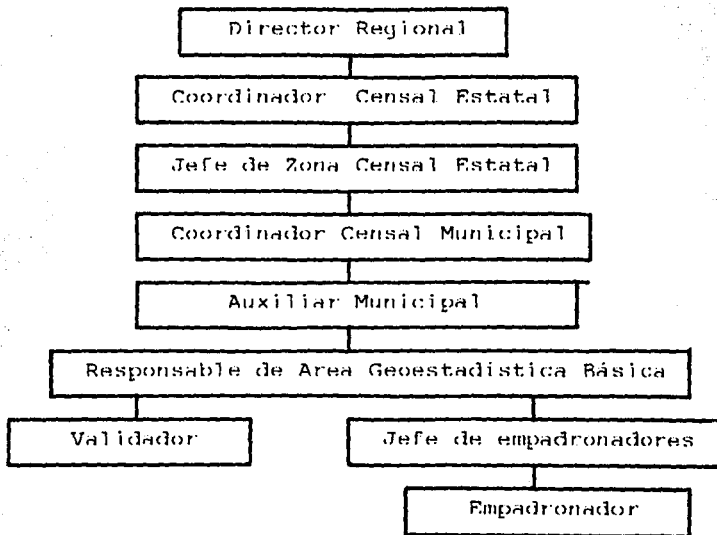 Director Regional
Coordinador Censal Estatal
Jefe de Zona Censal Estatal
Coordinador Censal Municipal
Auxiliar Municipal
Responsable de Area Geoestadística Básica
Validador
Jefe de empadronadores
Empadronador